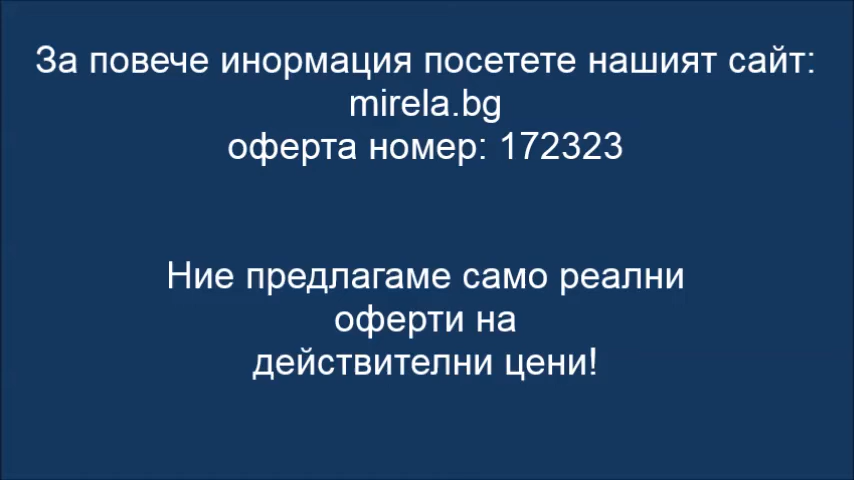 За повече инормация посетете нашият сайт:
mirela.bg
оферта номер: 172323
Ние предлагаме само реални
оферти на
действителни цени!